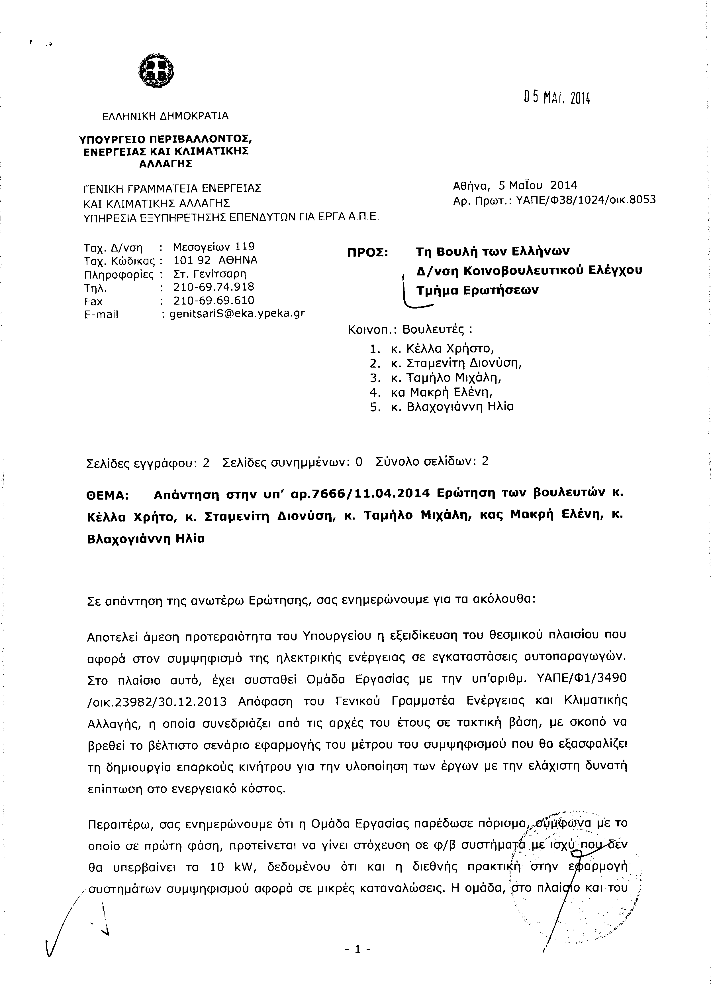 05 ΜΑΙ. 2014
ΕΛΛΗΝΙΚΗ ΔΗΜΟΚΡΑΤΙΑ
ΥΠΟΥΡΓΕΙΟ ΠΕΡΙΒΑΛΛΟΝΤΟΣ,
ΕΝΕΡΓΕΙΑΣ ΚΑΙ ΚΛΙΜΑΤΙΚΗΣ
ΑΛΛΑΓΗΣ
ΓΕΝΙΚΗ ΓΡΑΜΜΑΤΕΙΑ ΕΝΕΡΓΕΙΑΣ
ΚΑΙ ΚΛΙΜΑΤΙΚΗΣ ΑΛΛΑΓΗΣ
ΥΠΗΡΕΣΙΑ ΕΞΥΠΗΡΕΤΗΣΗΣ ΕΠΕΝΔΥΤΩΝ ΓΙΑ ΕΡΓΑ Α.Π.Ε.
Αθήνα, 5 Μαΐου 2014
Αρ. Πρωτ.: ΥΑΠΕ/Φ38/1024/οικ.8053
Ταχ. Δ/νση : Μεσογείων 119
Ταχ. Κώδικας : 101 92 ΑΘΗΝΑ
Πληροφορίες : Στ. Γενίτσαρη
Τηλ. : 210-69.74.918
Fax : 210-69.69.610
E-mail : genitsariS@eka.ypeka.gr
ΠΡΟΣ: Τη Βουλή των Ελλήνων
Δ/νση Κοινοβουλευτικού Ελέγχου
Τμήμα Ερωτήσεων
Κοινοπ.: Βουλευτές :
1. κ. Κέλλα Χρήστο,
2. κ. Σταμενίτη Διονύση,
3. κ. Ταμήλο Μιχάλη,
4. κα Μακρή Ελένη,
5. κ. Βλαχογιάννη Ηλία
Σελίδες εγγράφου: 2 Σελίδες συνημμένων: 0 Σύνολο σελίδων: 2
ΘΕΜΑ: Απάντηση στην υπ' αρ.7666/11.04.2014 Ερώτηση των βουλευτών κ.
Κέλλα Χρήτο, κ. Σταμενίτη Διονύση, κ. Ταμήλο Μιχάλη, κας Μακρή Ελένη, κ.
Βλαχογιάννη Ηλία
Σε απάντηση της ανωτέρω Ερώτησης, σας ενημερώνουμε για τα ακόλουθα:
Αποτελεί άμεση προτεραιότητα του Υπουργείου η εξειδίκευση του θεσμικού πλαισίου που
αφορά στον συμψηφισμό της ηλεκτρικής ενέργειας σε εγκαταστάσεις αυτοπαραγωγών.
Στο πλαίσιο αυτό, έχει συσταθεί Ομάδα Εργασίας με την υπ'αριθμ. ΥΑΠΕ/Φ1/3490
/οικ.23982/30.12.2013 Απόφαση του Γενικού Γραμματέα Ενέργειας και Κλιματικής
Αλλαγής, η οποία συνεδριάζει από τις αρχές του έτους σε τακτική βάση, με σκοπό να
βρεθεί το βέλτιστο σενάριο εφαρμογής του μέτρου του συμψηφισμού που θα εξασφαλίζει
τη δημιουργία επαρκούς κινήτρου για την υλοποίηση των έργων με την ελάχιστη δυνατή
επίπτωση στο ενεργειακό κόστος.
Περαιτέρω, σας ενημερώνουμε ότι η Ομάδα Εργασίας παρέδωσε πόρισμα, σύμφωνα με το
οποίο σε πρώτη φάση, προτείνεται να γίνει στόχευση σε φ/β συστήματα με ισχύ που δεν
θα υπερβαίνει τα 10 kW, δεδομένου ότι και η διεθνής πρακτική στην εφαρμογή
συστημάτων συμψηφισμού αφορά σε μικρές καταναλώσεις. Η ομάδα, στο πλαίσιο και του
- 1 -